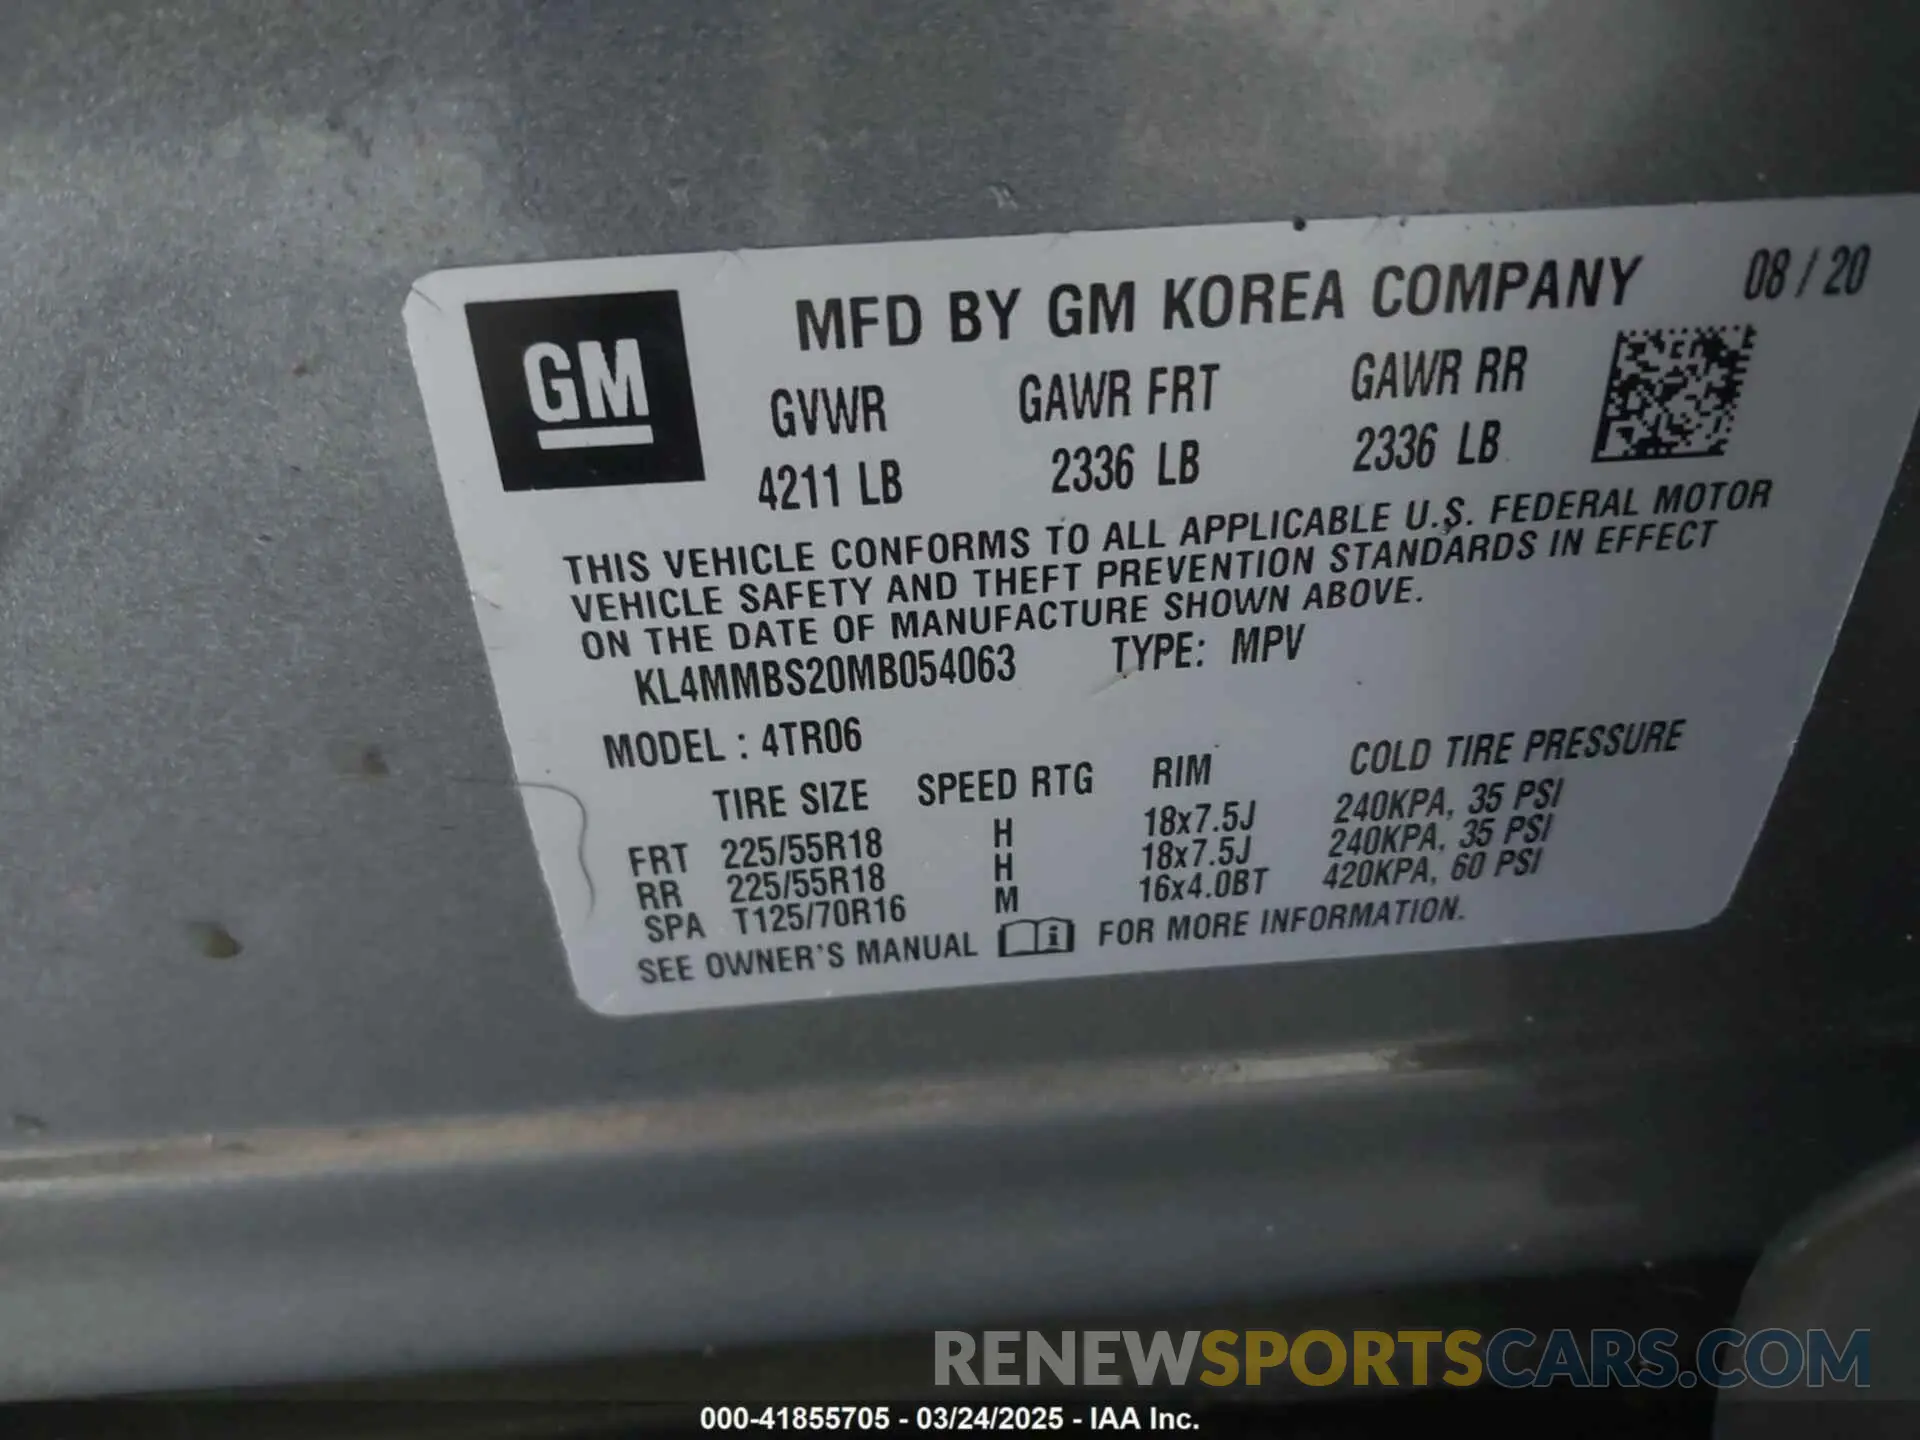 GM
MFD BY GM KOREA COMPANY 08 / 20
GVWR GAWR FRT GAWR RR
4211 LB 2336 LB 2336 LB
THIS VEHICLE CONFORMS TO ALL APPLICABLE U.S. FEDERAL MOTOR
VEHICLE SAFETY AND THEFT PREVENTION STANDARDS IN EFFECT
ON THE DATE OF MANUFACTURE SHOWN ABOVE.
KL4MMBS20MB054063 TYPE: MPV
MODEL : 4TR06
TIRE SIZE SPEED RTG RIM COLD TIRE PRESSURE
FRT 225/55R18 H 18x7.5J 240KPA, 35 PSI
RR 225/55R18 H 18x7.5J 240KPA, 35 PSI
SPA T125/70R16 M 16x4.0BT 420KPA, 60 PSI
SEE OWNER'S MANUAL i FOR MORE INFORMATION.
RENEWSPORTSCARS.COM
000-41855705 - 03/24/2025 - IAA Inc.